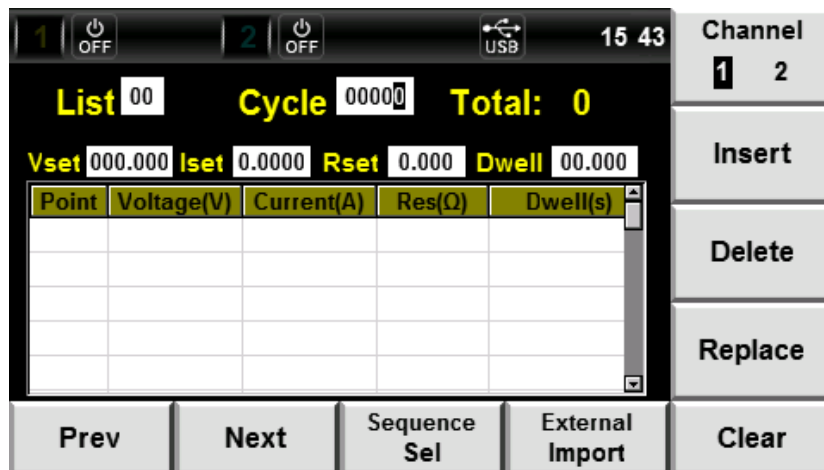 1 OFF 2 OFF USB 15 43
Channel
1 2
List 00 Cycle 00000 Total: 0
Insert
Vset 000.000 Iset 0.0000 Rset 0.000 Dwell 00.000
Point Voltage(V) Current(A) Res(Ω) Dwell(s)
Delete
Replace
Prev Next Sequence Sel External Import Clear